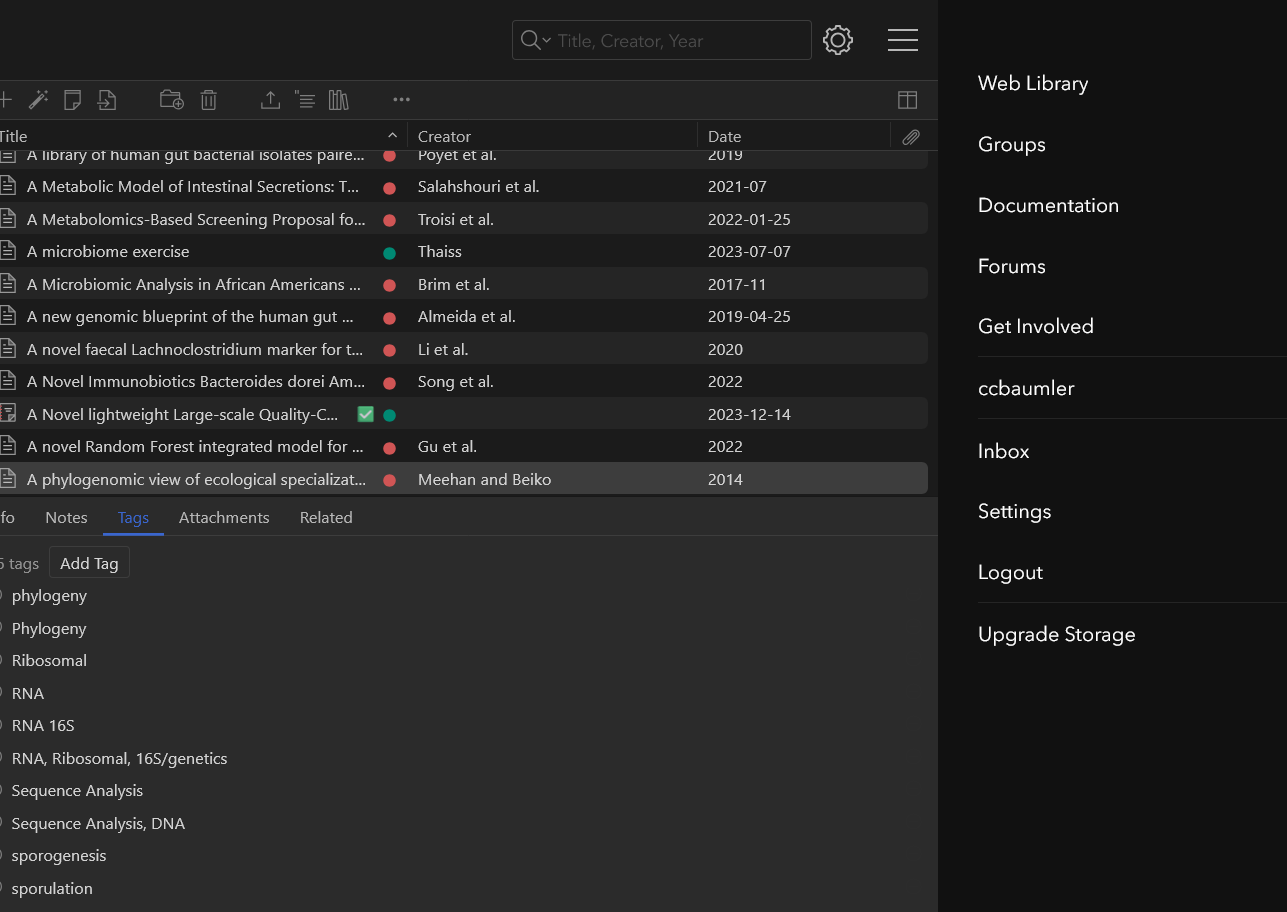 Title, Creator, Year
Title Creator Date
A library of human gut bacterial isolates paire... Poyet et al. 2019
A Metabolic Model of Intestinal Secretions: T... Salahshouri et al. 2021-07
A Metabolomics-Based Screening Proposal fo... Troisi et al. 2022-01-25
A microbiome exercise Thaiss 2023-07-07
A Microbiomic Analysis in African Americans ... Brim et al. 2017-11
A new genomic blueprint of the human gut ... Almeida et al. 2019-04-25
A novel faecal Lachnoclostridium marker for t... Li et al. 2020
A Novel Immunobiotics Bacteroides dorei Am... Song et al. 2022
A Novel lightweight Large-scale Quality-C... 2023-12-14
A novel Random Forest integrated model for ... Gu et al. 2022
A phylogenomic view of ecological specializat... Meehan and Beiko 2014
fo Notes Tags Attachments Related
tags Add Tag
phylogeny
Phylogeny
Ribosomal
RNA
RNA 16S
RNA, Ribosomal, 16S/genetics
Sequence Analysis
Sequence Analysis, DNA
sporogenesis
sporulation
Web Library
Groups
Documentation
Forums
Get Involved
ccbaumler
Inbox
Settings
Logout
Upgrade Storage